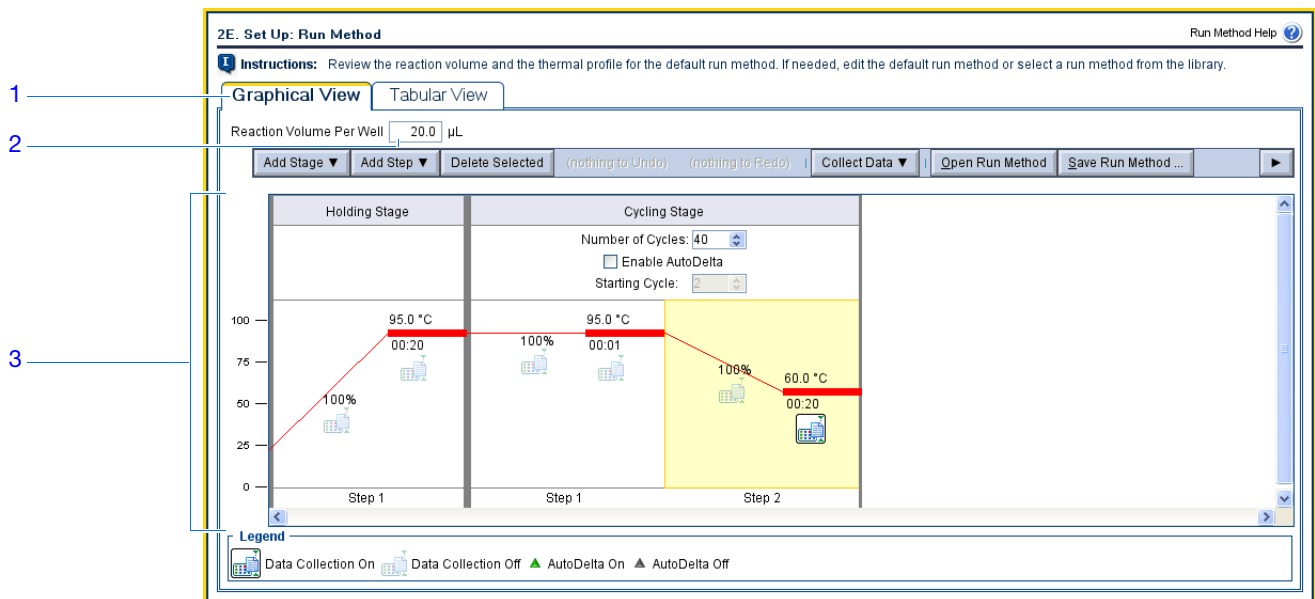 2E. Set Up: Run Method
Run Method Help ?
Instructions: Review the reaction volume and the thermal profile for the default run method. If needed, edit the default run method or select a run method from the library.
1
Graphical View
Tabular View
Reaction Volume Per Well 20.0 µL
2
Add Stage ▼ Add Step ▼ Delete Selected (nothing to Undo) (nothing to Redo) Collect Data ▼ Open Run Method Save Run Method ...
3
Holding Stage
Cycling Stage
Number of Cycles: 40
Enable AutoDelta
Starting Cycle: 2
100
75
50
25
0
95.0 °C
00:20
100%
95.0 °C
100%
00:01
100%
60.0 °C
00:20
Step 1
Step 1
Step 2
Legend
Data Collection On Data Collection Off AutoDelta On AutoDelta Off